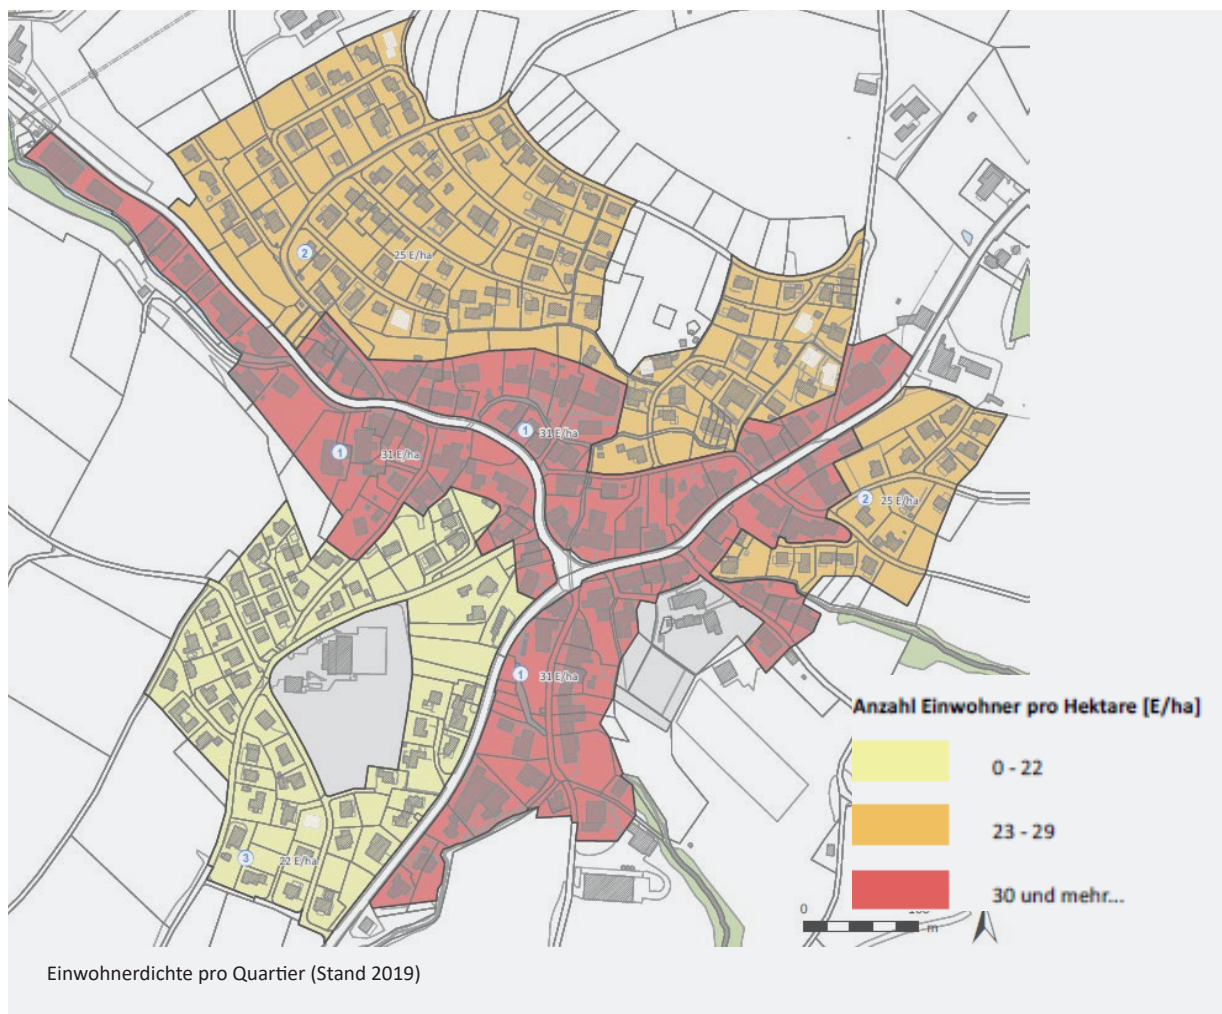 2
25 E/ha
1
31 E/ha
1
31 E/ha
2
25 E/ha
1
31 E/ha
3
22 E/ha
Anzahl Einwohner pro Hektare [E/ha]
0 - 22
23 - 29
30 und mehr...
0
m
Einwohnerdichte pro Quartier (Stand 2019)